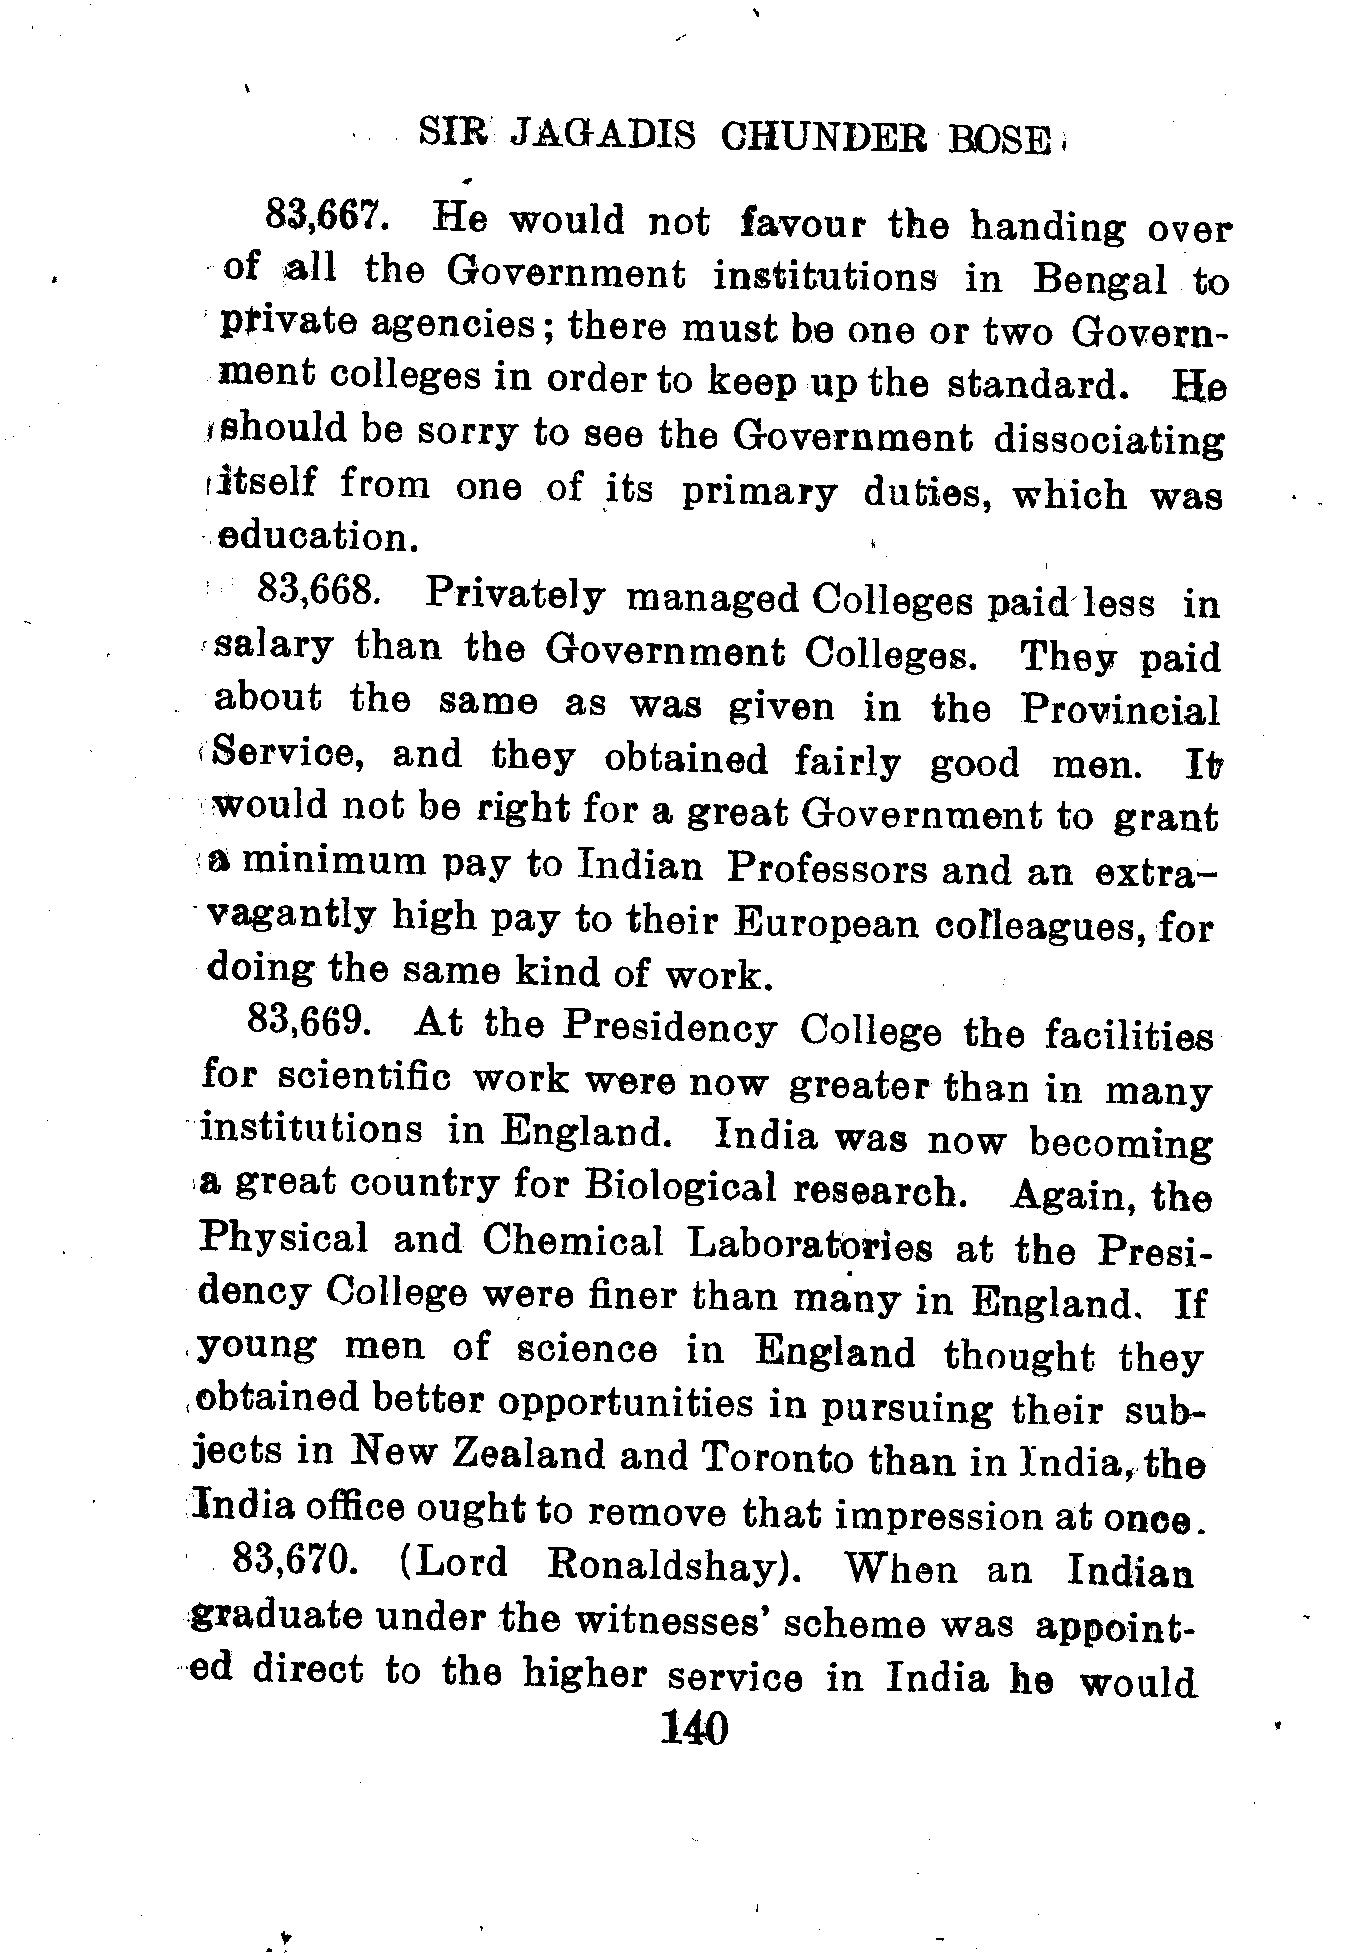 SIR JAGADIS CHUNDER BOSE
83,667. He would not favour the handing over
of all the Government institutions in Bengal to
private agencies; there must be one or two Govern-
ment colleges in order to keep up the standard. He
should be sorry to see the Government dissociating
itself from one of its primary duties, which was
education.
83,668. Privately managed Colleges paid less in
salary than the Government Colleges. They paid
about the same as was given in the Provincial
Service, and they obtained fairly good men. It
would not be right for a great Government to grant
a minimum pay to Indian Professors and an extra-
vagantly high pay to their European colleagues, for
doing the same kind of work.
83,669. At the Presidency College the facilities
for scientific work were now greater than in many
institutions in England. India was now becoming
a great country for Biological research. Again, the
Physical and Chemical Laboratories at the Presi-
dency College were finer than many in England. If
young men of science in England thought they
obtained better opportunities in pursuing their sub-
jects in New Zealand and Toronto than in India, the
India office ought to remove that impression at once.
83,670. (Lord Ronaldshay). When an Indian
graduate under the witnesses' scheme was appoint-
ed direct to the higher service in India he would
140